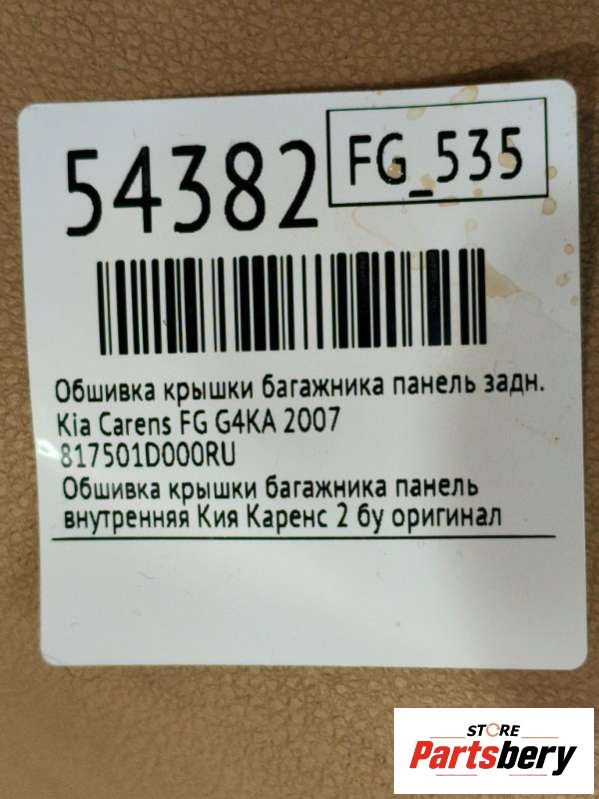 54382
FG_535
Обшивка крышки багажника панель задн.
Kia Carens FG G4KA 2007
817501D000RU
Обшивка крышки багажника панель
внутренняя Кия Каренс 2 бу оригинал
STORE
Partsbery